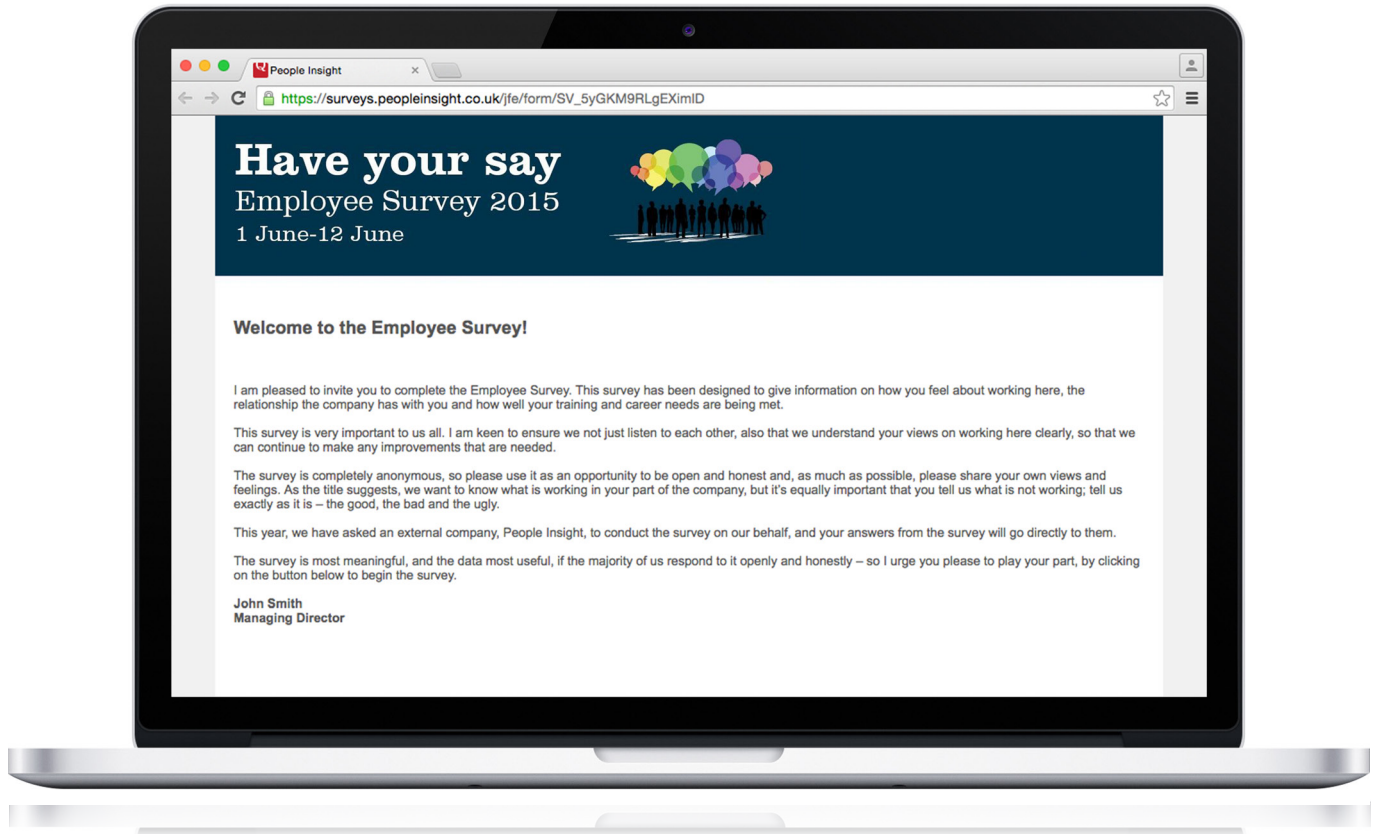 People Insight
https://surveys.peopleinsight.co.uk/jfe/form/SV_5yGKM9RLgEXimlD
Have your say
Employee Survey 2015
1 June-12 June
Welcome to the Employee Survey!
I am pleased to invite you to complete the Employee Survey. This survey has been designed to give information on how you feel about working here, the
relationship the company has with you and how well your training and career needs are being met.
This survey is very important to us all. I am keen to ensure we not just listen to each other, also that we understand your views on working here clearly, so that we
can continue to make any improvements that are needed.
The survey is completely anonymous, so please use it as an opportunity to be open and honest and, as much as possible, please share your own views and
feelings. As the title suggests, we want to know what is working in your part of the company, but it's equally important that you tell us what is not working; tell us
exactly as it is – the good, the bad and the ugly.
This year, we have asked an external company, People Insight, to conduct the survey on our behalf, and your answers from the survey will go directly to them.
The survey is most meaningful, and the data most useful, if the majority of us respond to it openly and honestly – so I urge you please to play your part, by clicking
on the button below to begin the survey.
John Smith
Managing Director